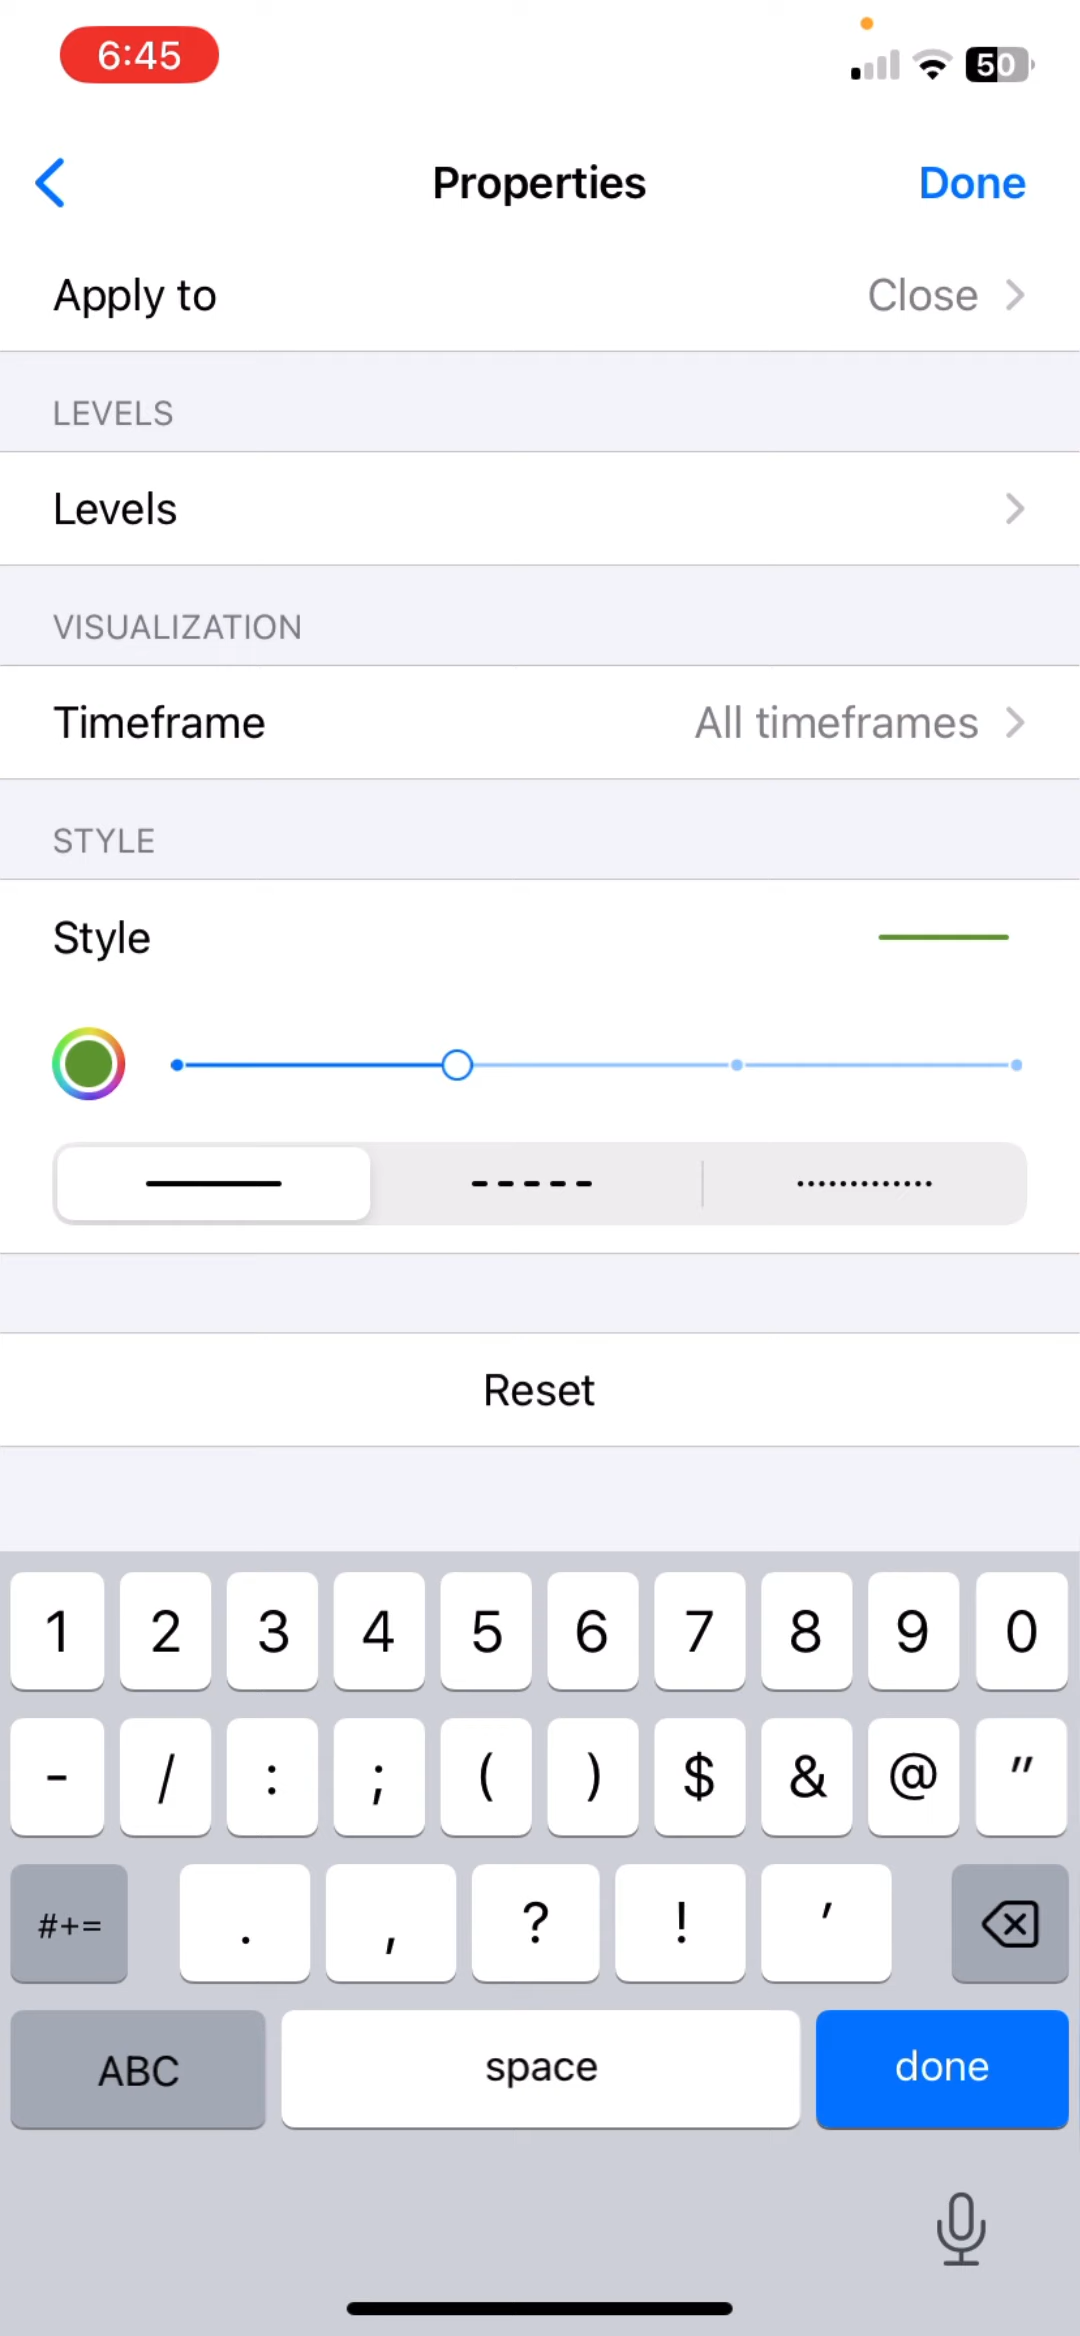 6:45
50
Properties
Done
Apply to
Close
LEVELS
Levels
VISUALIZATION
Timeframe
All timeframes
STYLE
Style
Reset
1 2 3 4 5 6 7 8 9 0
- / : ; ( ) $ & @ "
#+= . , ? ! '
ABC space done